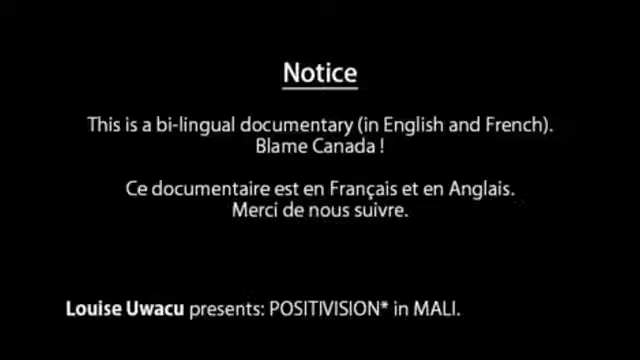 Notice
This is a bi-lingual documentary (in English and French).
Blame Canada !
Ce documentaire est en Français et en Anglais.
Merci de nous suivre.
Louise Uwacu presents: POSITIVISION* in MALI.